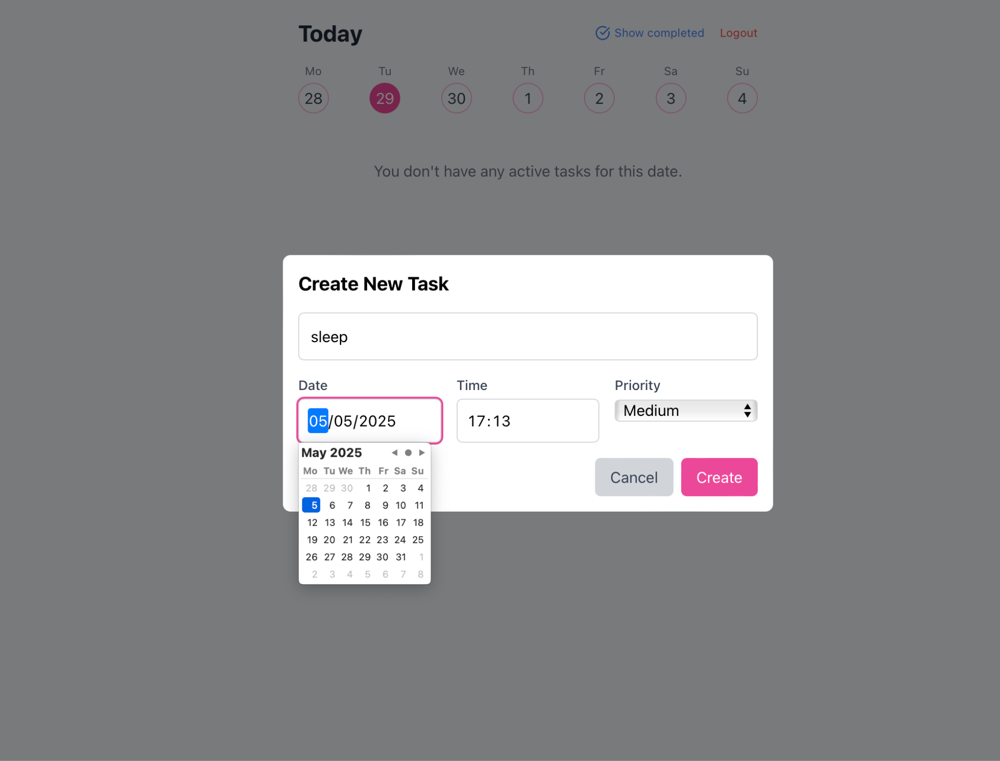 Today
Show completed Logout
Mo Tu We Th Fr Sa Su
28 29 30 1 2 3 4
You don't have any active tasks for this date.
Create New Task
sleep
Date Time Priority
05/05/2025 17:13 Medium
May 2025
Mo Tu We Th Fr Sa Su
28 29 30 1 2 3 4
5 6 7 8 9 10 11
12 13 14 15 16 17 18
19 20 21 22 23 24 25
26 27 28 29 30 31 1
2 3 4 5 6 7 8
Cancel Create